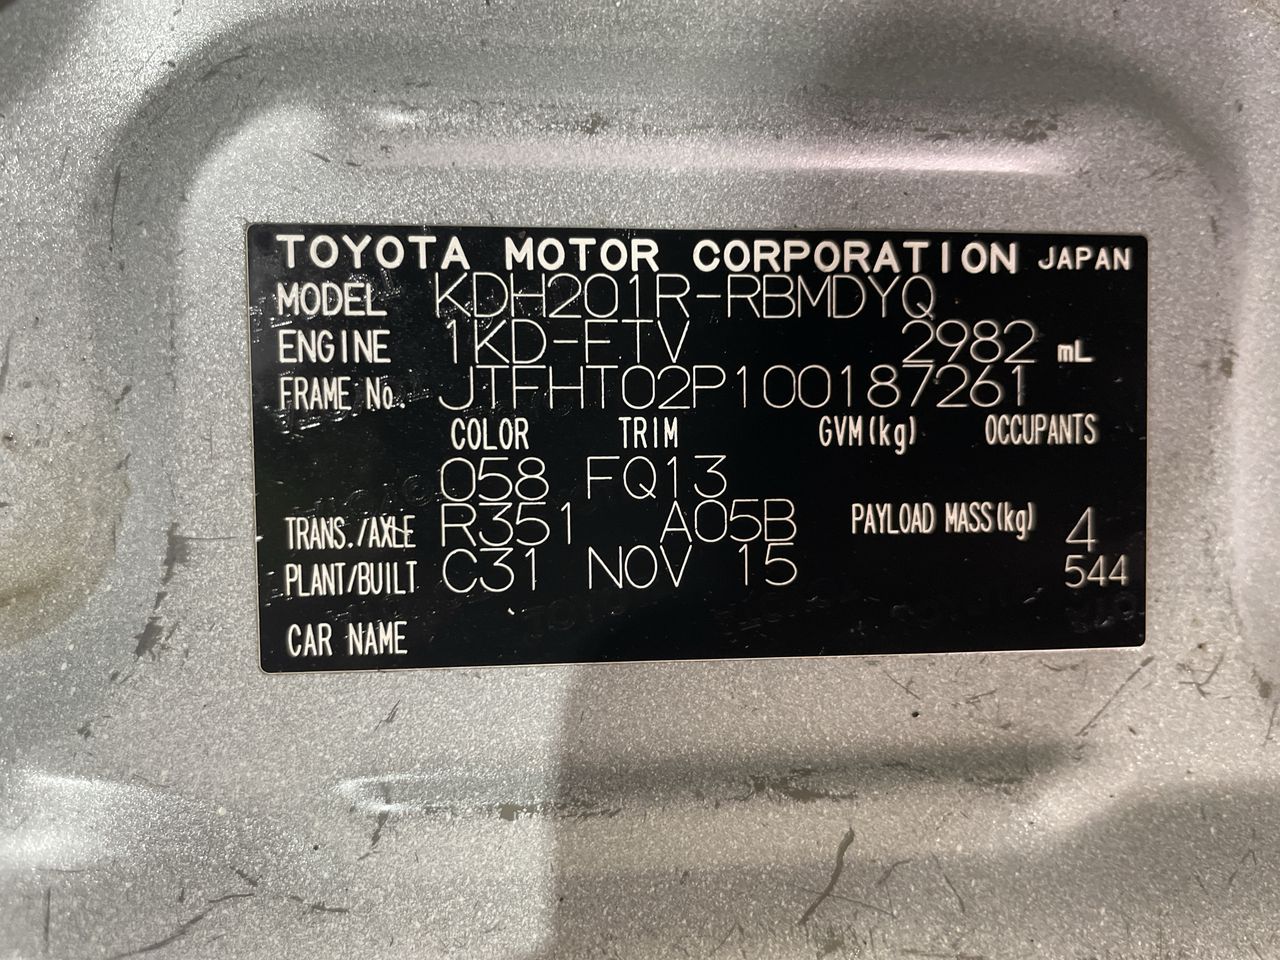 TOYOTA MOTOR CORPORATION JAPAN
MODEL KDH201R-RBMDYQ
ENGINE 1KD-FTV 2982 mL
FRAME No. JTFHT02P100187261
COLOR TRIM GVM(kg) OCCUPANTS
058 FQ13
TRANS./AXLE R351 A05B PAYLOAD MASS(kg) 4
PLANT/BUILT C31 NOV 15 544
CAR NAME